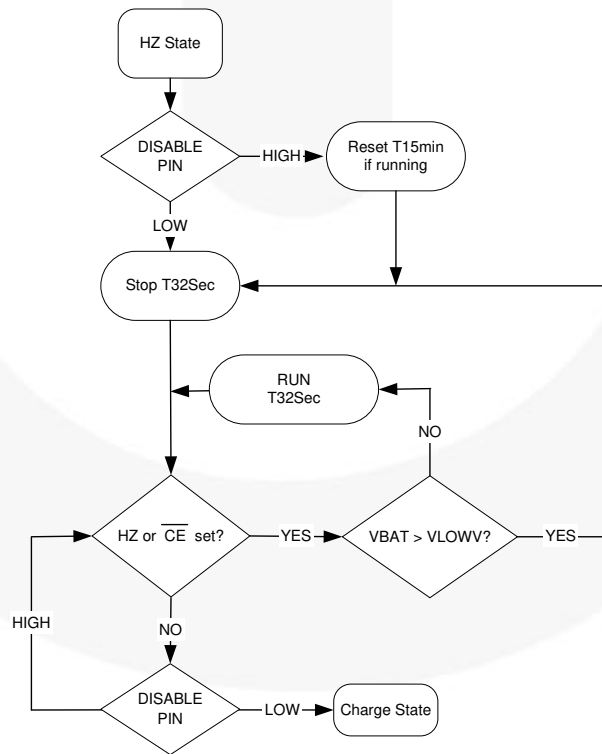 HZ State
DISABLE
PIN
HIGH
Reset T15min
if running
LOW
Stop T32Sec
RUN
T32Sec
NO
HZ or C̅E̅ set?
YES
VBAT > VLOWV?
YES
HIGH
NO
DISABLE
PIN
LOW
Charge State